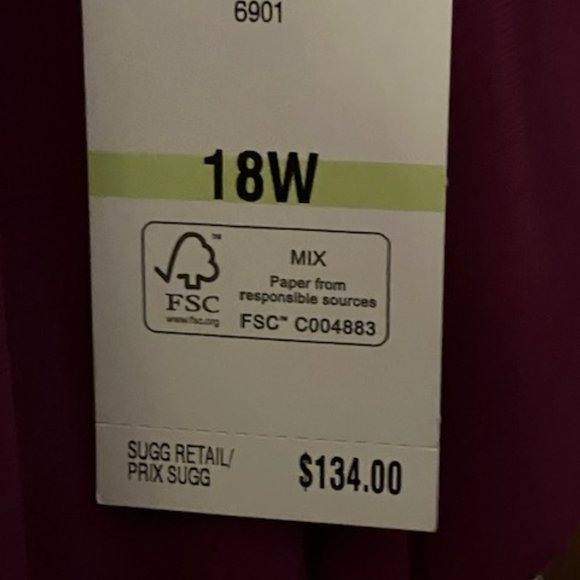 6901
18W
MIX
Paper from
responsible sources
FSC™ C004883
™
FSC
www.fsc.org
SUGG RETAIL/
PRIX SUGG
$134.00